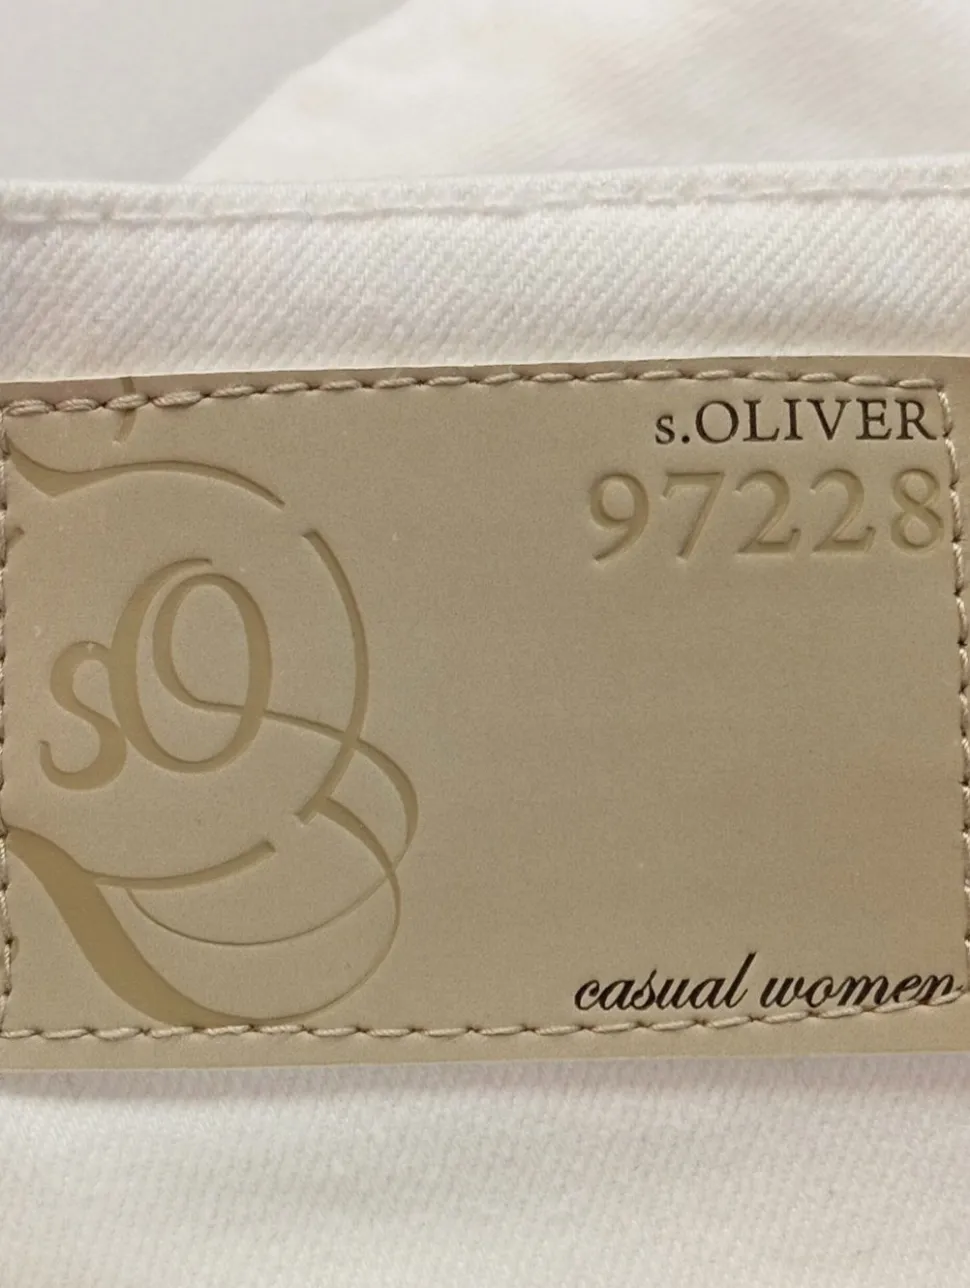 s.OLIVER
97228
sO
casual women